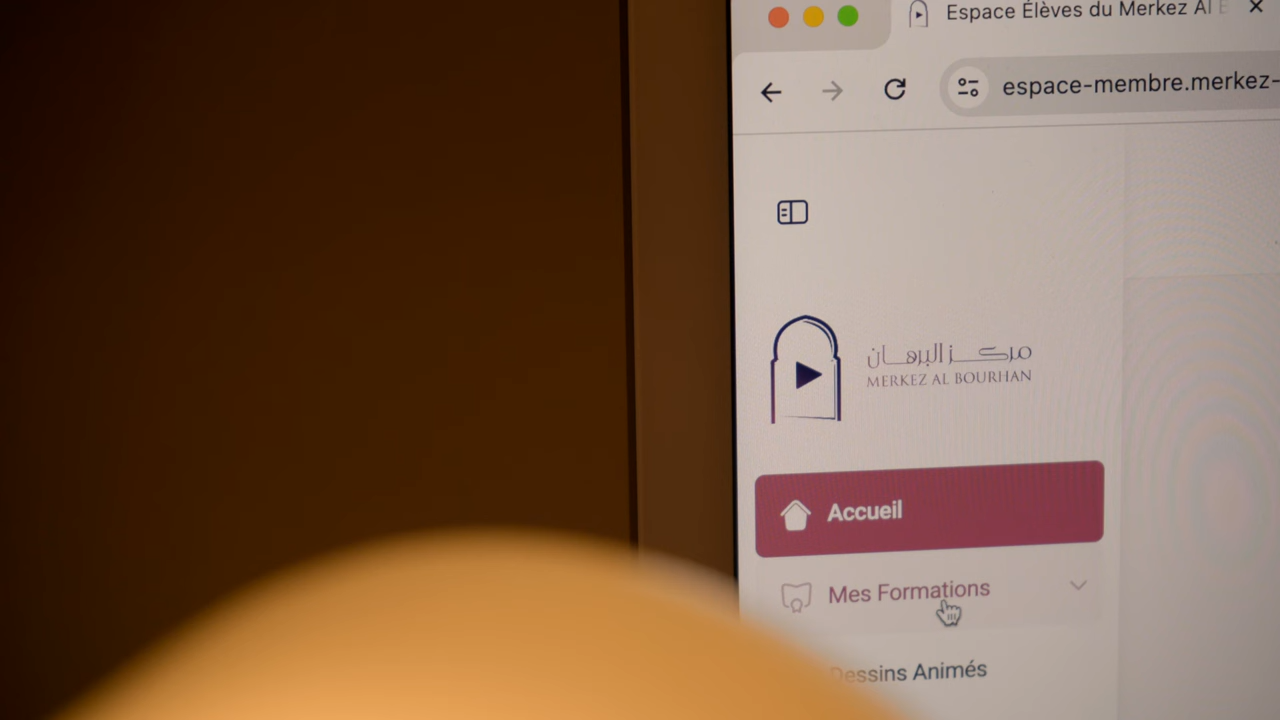 Espace Élèves du Merkez Al
espace-membre.merkez-
مركز البرهان
MERKEZ AL BOURHAN
Accueil
Mes Formations
Dessins Animés